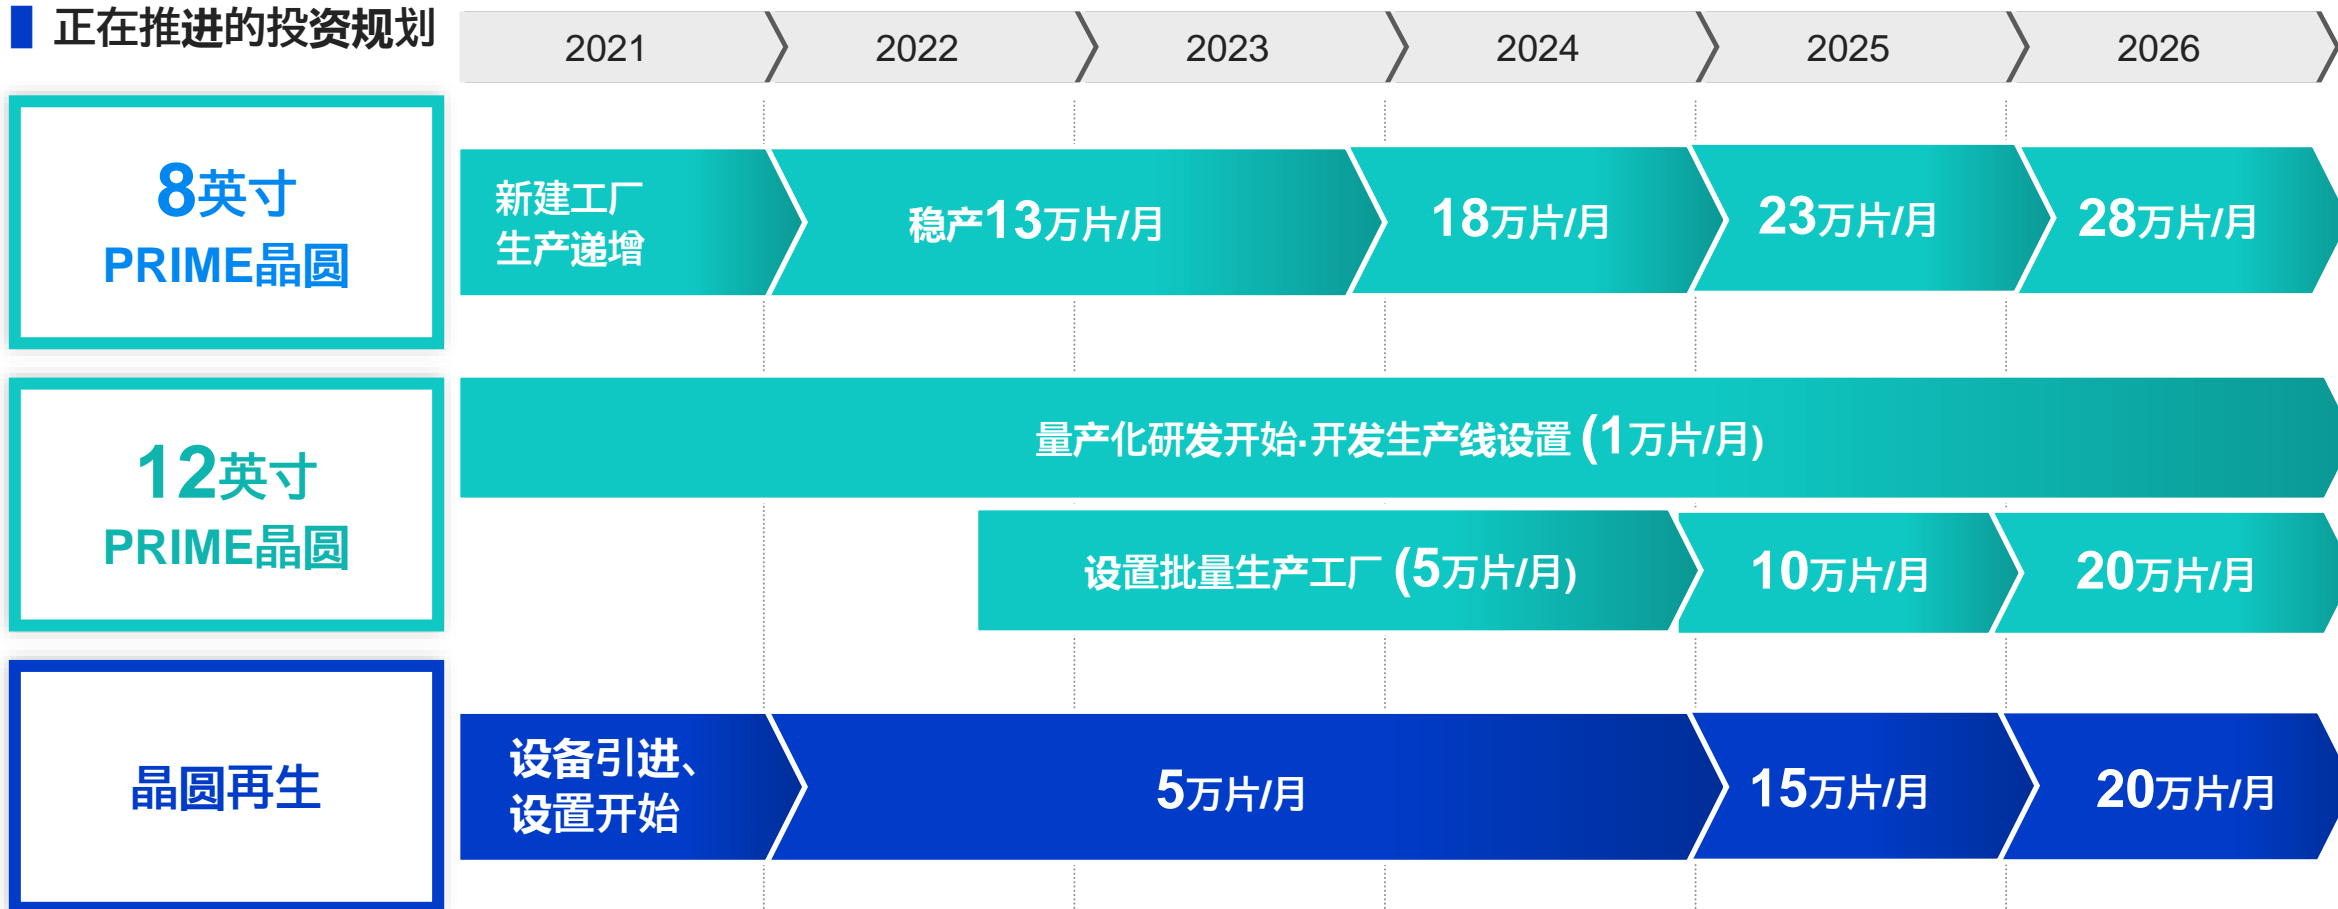 正在推进的投资规划
2021 2022 2023 2024 2025 2026
8英寸
PRIME晶圆
新建工厂
生产递增
稳产13万片/月
18万片/月
23万片/月
28万片/月
12英寸
PRIME晶圆
量产化研发开始·开发生产线设置 (1万片/月)
设置批量生产工厂 (5万片/月)
10万片/月
20万片/月
晶圆再生
设备引进、
设置开始
5万片/月
15万片/月
20万片/月